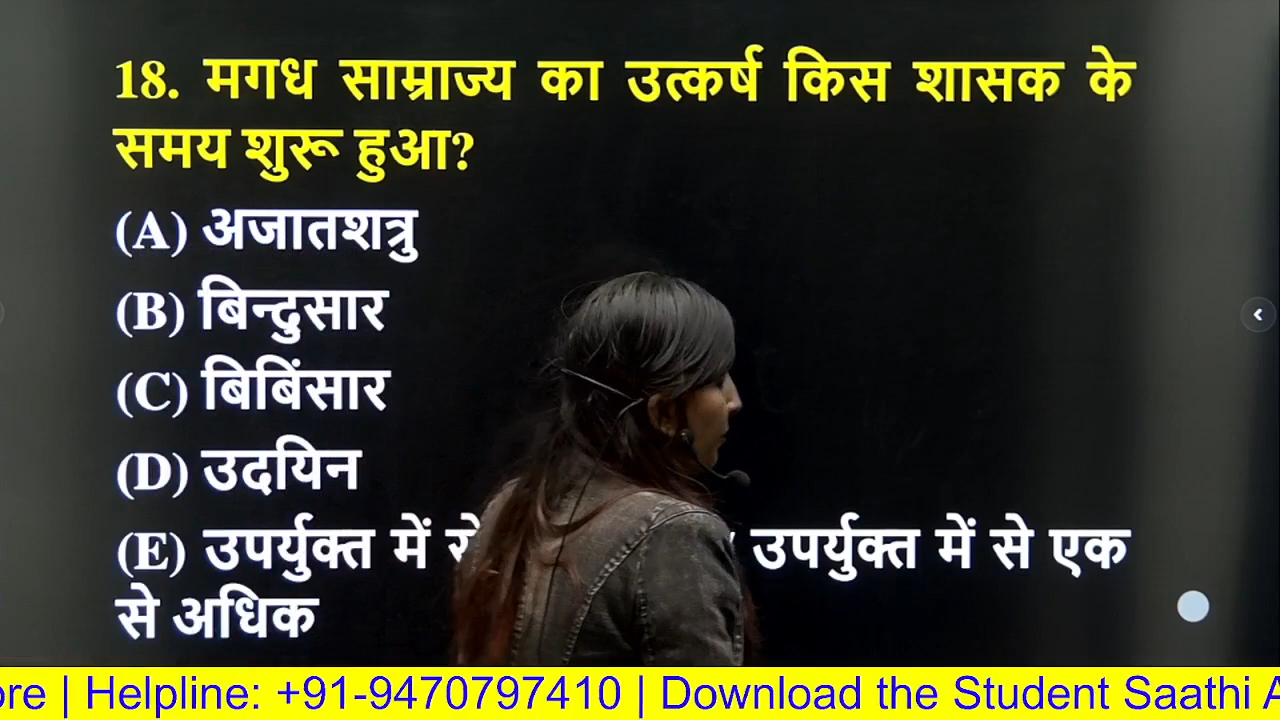 18. मगध साम्राज्य का उत्कर्ष किस शासक के
समय शुरू हुआ?
(A) अजातशत्रु
(B) बिन्दुसार
(C) बिबिंसार
(D) उदयिन
(E) उपर्युक्त में उपर्युक्त में से एक
से अधिक
| Helpline: +91-9470797410 | Download the Student Saathi